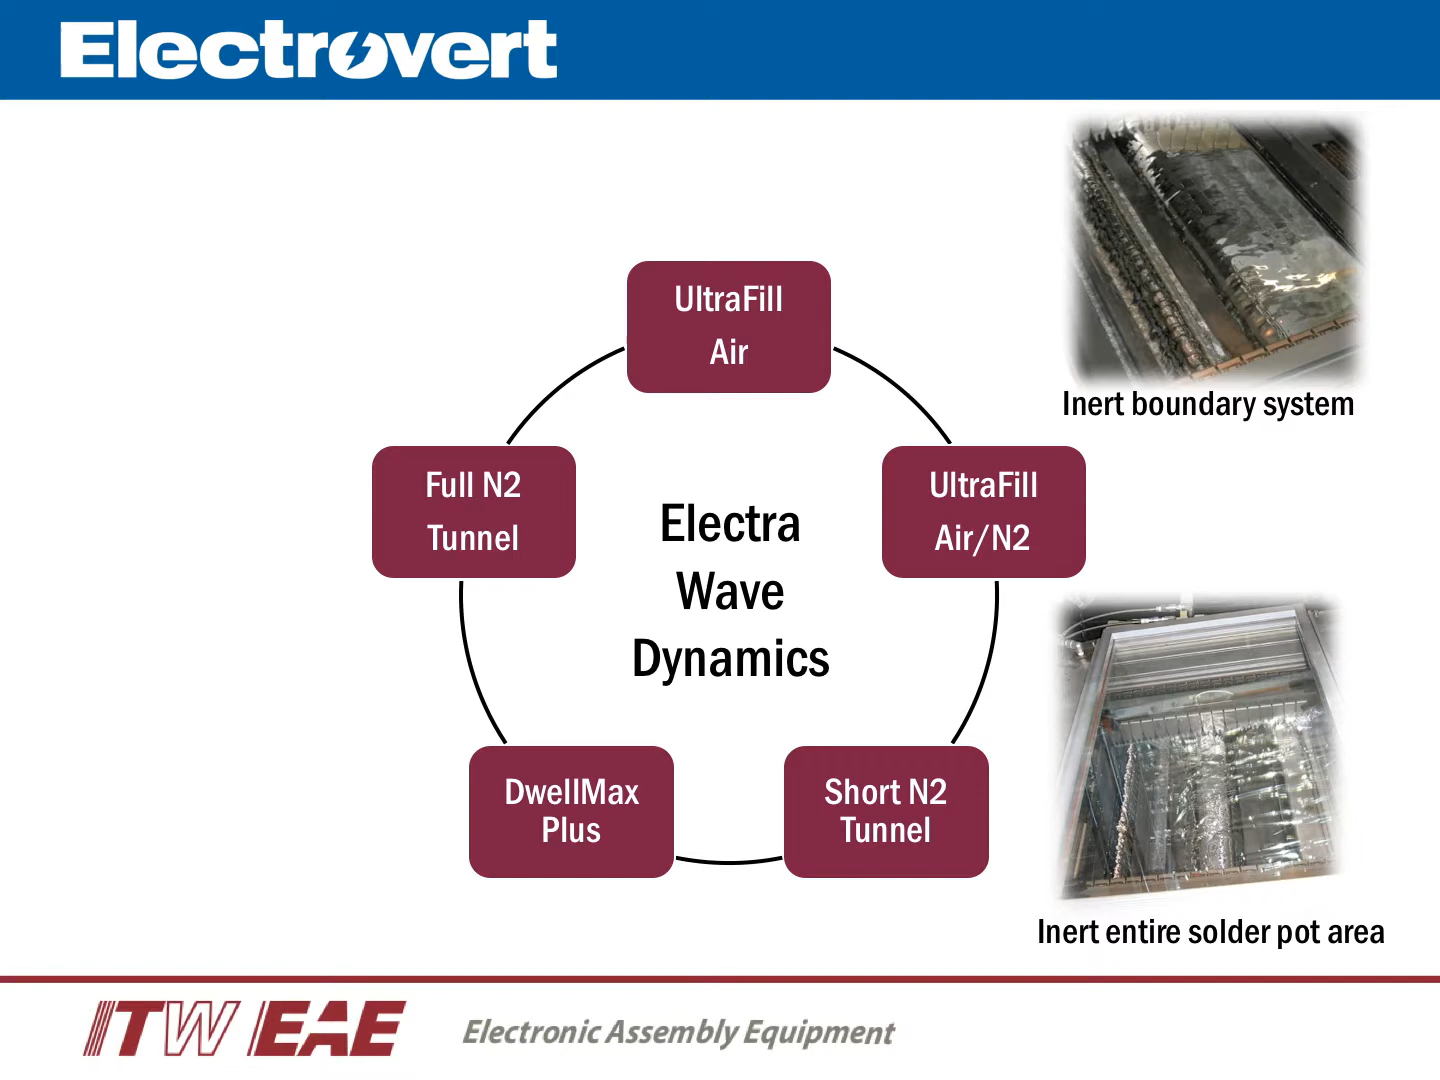 Electrovert
UltraFill
Air
Inert boundary system
Full N2
Tunnel
UltraFill
Air/N2
Electra
Wave
Dynamics
DwellMax
Plus
Short N2
Tunnel
Inert entire solder pot area
ITW EAE
Electronic Assembly Equipment